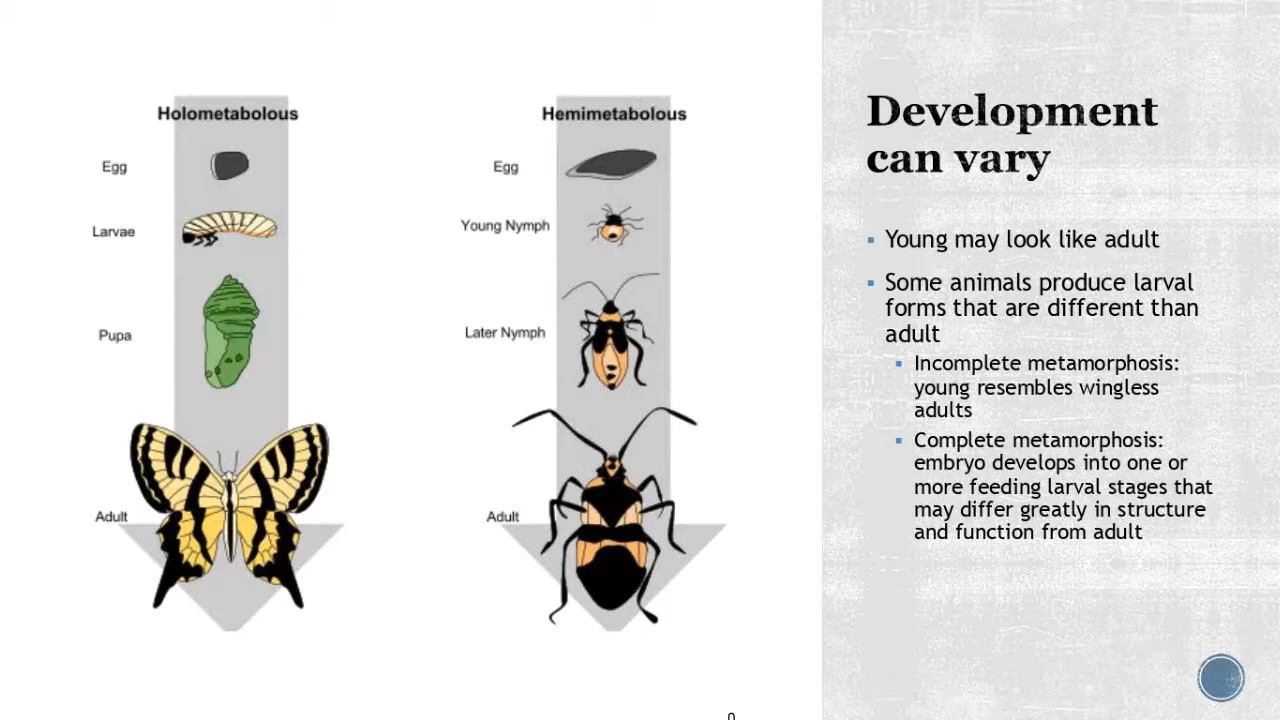 Holometabolous
Egg
Larvae
Pupa
Adult
Hemimetabolous
Egg
Young Nymph
Later Nymph
Adult
Development
can vary
Young may look like adult
Some animals produce larval
forms that are different than
adult
Incomplete metamorphosis:
young resembles wingless
adults
Complete metamorphosis:
embryo develops into one or
more feeding larval stages that
may differ greatly in structure
and function from adult